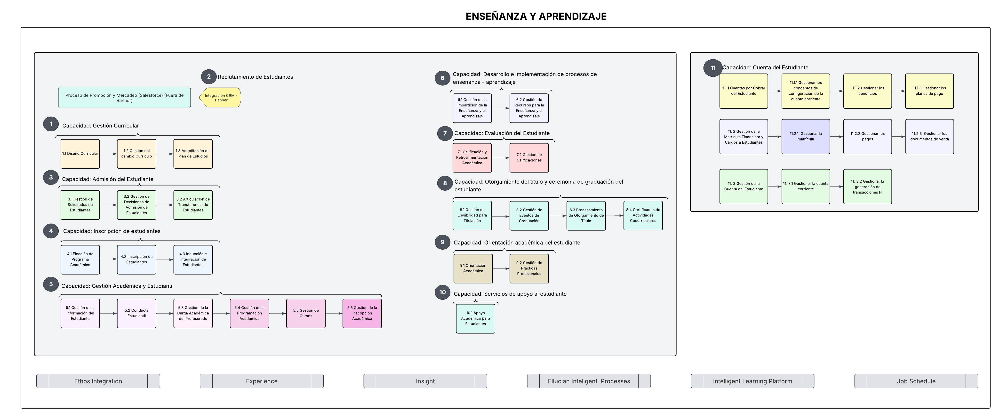 ENSEÑANZA Y APRENDIZAJE
2
Reclutamiento de Estudiantes
Proceso de Promoción y Mercadeo (Salesforce) (Fuera de
Banner)
Integración CRM -
Banner
1
Capacidad: Gestión Curricular
1.1 Diseño Curricular
1.2 Gestión del
cambio Curriculo
1.3 Acreditación del
Plan de Estudios
3
Capacidad: Admisión del Estudiante
3.1 Gestión de
Solicitudes de
Estudiantes
3.2 Gestión de
Decisiones de
Admisión de
Estudiantes
3.2 Articulación de
Transferencia de
Estudiantes
4
Capacidad: Inscripción de estudiantes
4.1 Elección de
Programa
Académico
4.2 Inscripción de
Estudiantes
4.3 Inducción e
Integración de
Estudiantes
5
Capacidad: Gestión Académica y Estudiantil
5.1 Gestión de la
Información del
Estudiante
5.2 Conducta
Estudiantil
5.3 Gestión de la
Carga Académica
del Profesorado
5.4 Gestión de la
Programación
Académica
5.5 Gestión de
Cursos
5.6 Gestión de la
Inscripción
Académica
6
Capacidad: Desarrollo e implementación de procesos de
enseñanza - aprendizaje
6.1 Gestión de la
Impartición de la
Enseñanza y el
Aprendizaje
6.2 Gestión de
Recursos para la
Enseñanza y el
Aprendizaje
7
Capacidad: Evaluación del Estudiante
7.1 Calificación y
Retroalimentación
Académica
7.2 Gestión de
Calificaciones
8
Capacidad: Otorgamiento del título y ceremonia de graduación del
estudiante
8.1 Gestión de
Elegibilidad para
Titulación
8.2 Gestión de
Eventos de
Graduación
8.3 Procesamiento
de Otorgamiento de
Título
8.4 Certificados de
Actividades
Cocurriculares
9
Capacidad: Orientación académica del estudiante
9.1 Orientación
Académica
9.2 Gestión de
Prácticas
Profesionales
10
Capacidad: Servicios de apoyo al estudiante
10.1 Apoyo
Académico para
Estudiantes
11
Capacidad: Cuenta del Estudiante
11. 1 Cuentas por Cobrar
del Estudiante
11.1.1 Gestionar los
conceptos de
configuración de la
cuenta corriente
11.1.2 Gestionar los
beneficios
11.1.3 Gestionar los
planes de pago
11. 2 Gestión de la
Matrícula Financiera y
Cargos a Estudiantes
11.2.1 Gestionar la
matrícula
11.2.2 Gestionar los
pagos
11.2.3 Gestionar los
documentos de venta
11. 3 Gestión de la
Cuenta del Estudiante
11. 3.1 Gestionar la cuenta
corriente
11. 3.2 Gestionar la
generación de
transacciones FI
Ethos Integration
Experience
Insight
Ellucian Inteligent Processes
Intelligent Learning Platform
Job Schedule